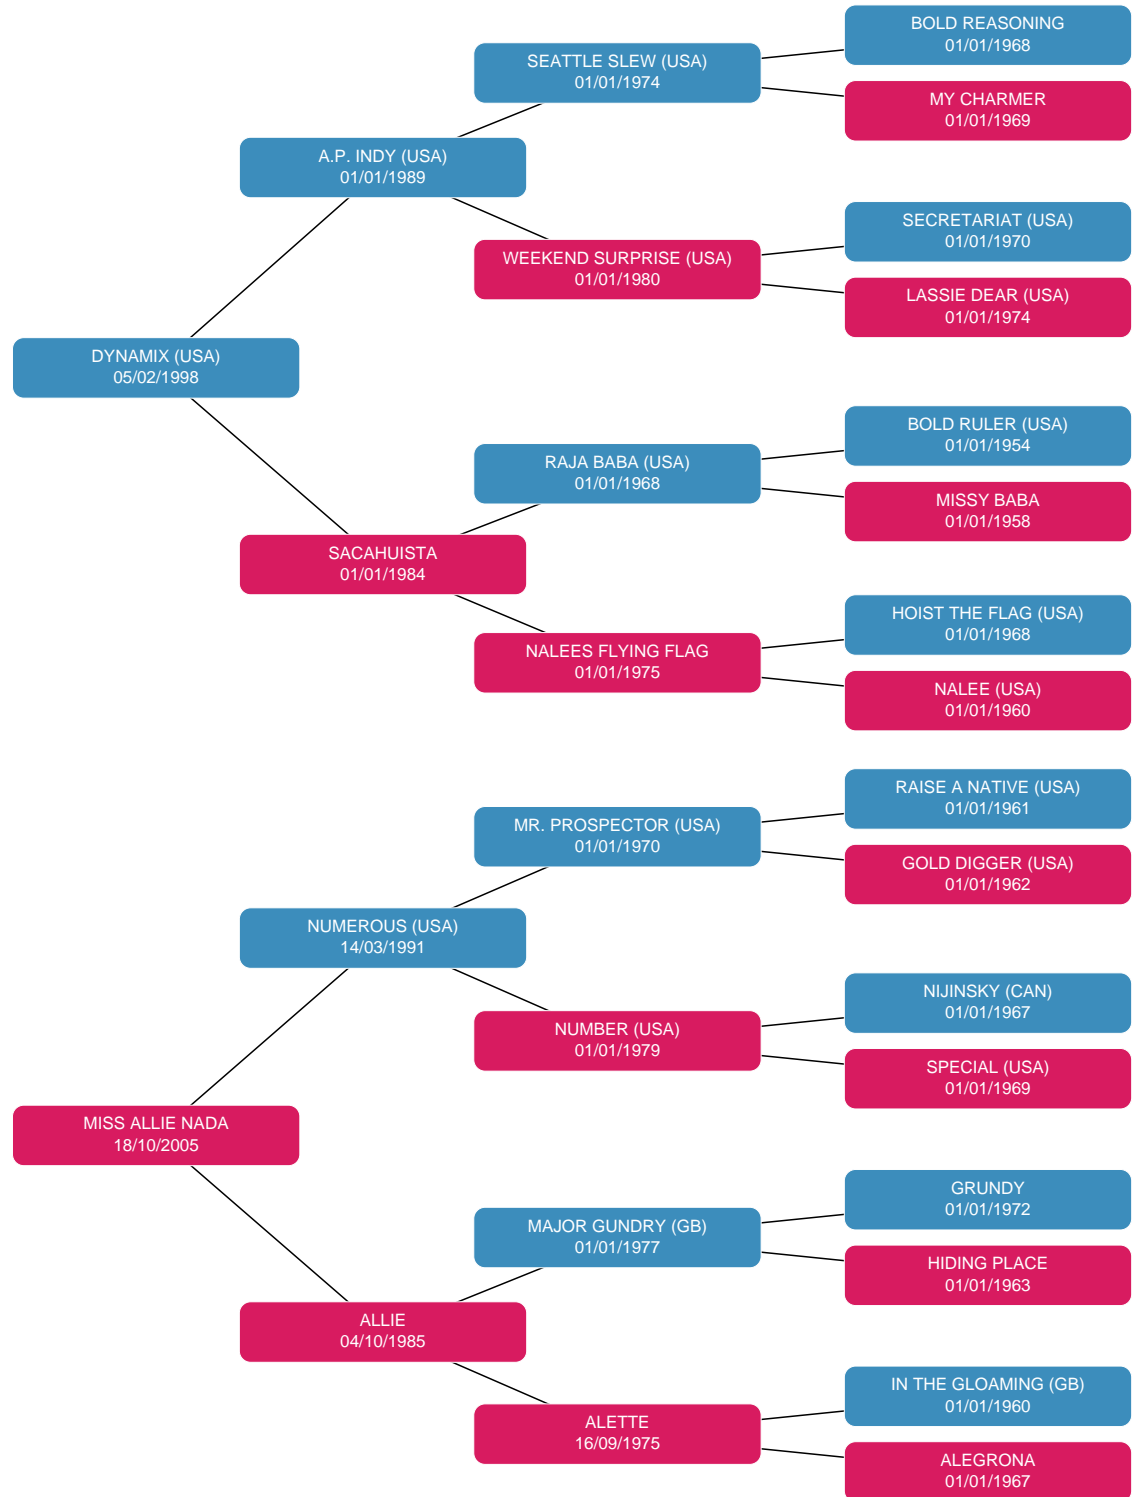 BOLD REASONING
01/01/1968
SEATTLE SLEW (USA)
01/01/1974
MY CHARMER
01/01/1969
A.P. INDY (USA)
01/01/1989
SECRETARIAT (USA)
01/01/1970
WEEKEND SURPRISE (USA)
01/01/1980
LASSIE DEAR (USA)
01/01/1974
DYNAMIX (USA)
05/02/1998
BOLD RULER (USA)
01/01/1954
RAJA BABA (USA)
01/01/1968
MISSY BABA
01/01/1958
SACAHUISTA
01/01/1984
HOIST THE FLAG (USA)
01/01/1968
NALEES FLYING FLAG
01/01/1975
NALEE (USA)
01/01/1960
RAISE A NATIVE (USA)
01/01/1961
MR. PROSPECTOR (USA)
01/01/1970
GOLD DIGGER (USA)
01/01/1962
NUMEROUS (USA)
14/03/1991
NIJINSKY (CAN)
01/01/1967
NUMBER (USA)
01/01/1979
SPECIAL (USA)
01/01/1969
MISS ALLIE NADA
18/10/2005
GRUNDY
01/01/1972
MAJOR GUNDRY (GB)
01/01/1977
HIDING PLACE
01/01/1963
ALLIE
04/10/1985
IN THE GLOAMING (GB)
01/01/1960
ALETTE
16/09/1975
ALEGRONA
01/01/1967